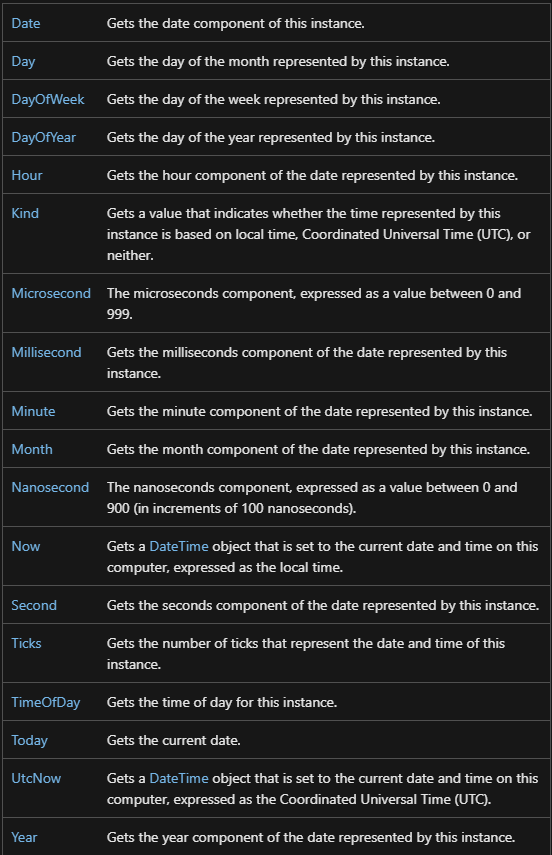 Date Gets the date component of this instance.
Day Gets the day of the month represented by this instance.
DayOfWeek Gets the day of the week represented by this instance.
DayOfYear Gets the day of the year represented by this instance.
Hour Gets the hour component of the date represented by this instance.
Kind Gets a value that indicates whether the time represented by this
instance is based on local time, Coordinated Universal Time (UTC), or
neither.
Microsecond The microseconds component, expressed as a value between 0 and
999.
Millisecond Gets the milliseconds component of the date represented by this
instance.
Minute Gets the minute component of the date represented by this instance.
Month Gets the month component of the date represented by this instance.
Nanosecond The nanoseconds component, expressed as a value between 0 and
900 (in increments of 100 nanoseconds).
Now Gets a DateTime object that is set to the current date and time on this
computer, expressed as the local time.
Second Gets the seconds component of the date represented by this instance.
Ticks Gets the number of ticks that represent the date and time of this
instance.
TimeOfDay Gets the time of day for this instance.
Today Gets the current date.
UtcNow Gets a DateTime object that is set to the current date and time on this
computer, expressed as the Coordinated Universal Time (UTC).
Year Gets the year component of the date represented by this instance.